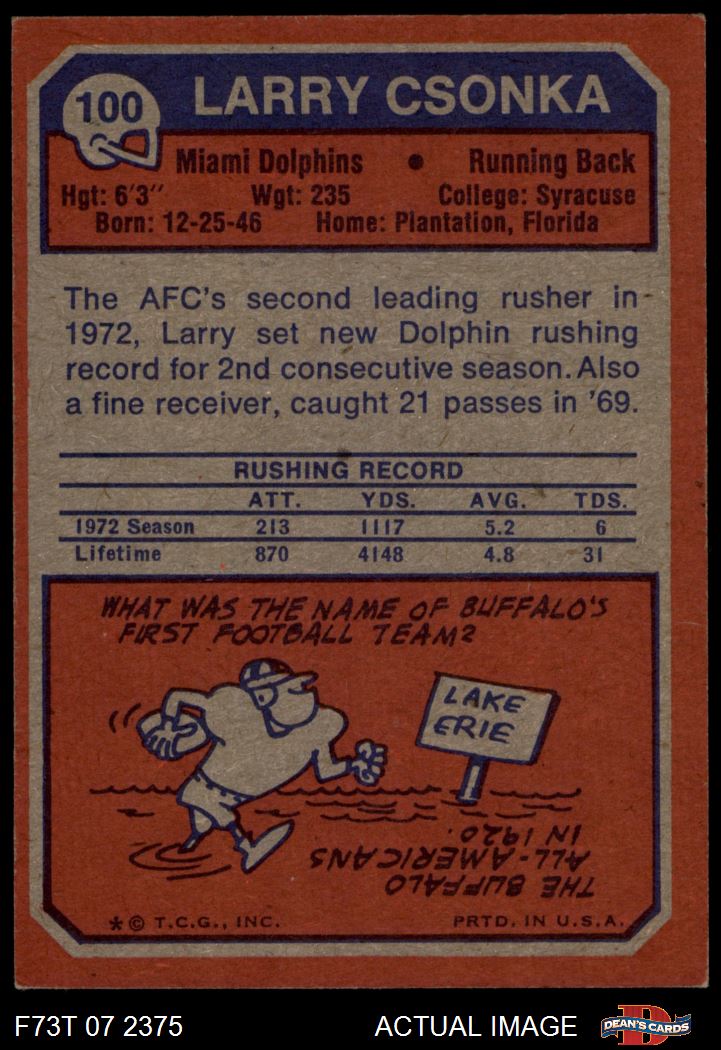 100
LARRY CSONKA
Miami Dolphins • Running Back
Hgt: 6'3" Wgt: 235 College: Syracuse
Born: 12-25-46 Home: Plantation, Florida
The AFC's second leading rusher in
1972, Larry set new Dolphin rushing
record for 2nd consecutive season. Also
a fine receiver, caught 21 passes in '69.
RUSHING RECORD
ATT. YDS. AVG. TDS.
1972 Season 213 1117 5.2 6
Lifetime 870 4148 4.8 31
WHAT WAS THE NAME OF BUFFALO'S
FIRST FOOTBALL TEAM?
LAKE
ERIE
THE BUFFALO
ALL-AMERICANS
IN 1920.
* © T.C.G., INC. PRTD. IN U.S.A.
F73T 07 2375 ACTUAL IMAGE
D
DEAN'S CARDS